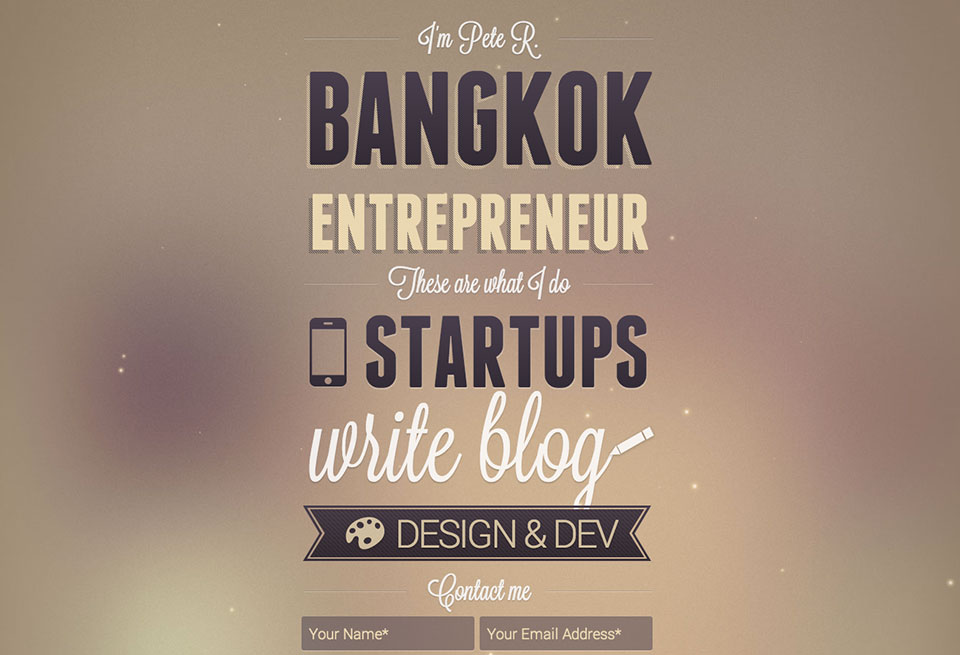 I'm Pete R.
BANGKOK
ENTREPRENEUR
These are what I do
STARTUPS
write blog
DESIGN & DEV
Contact me
Your Name* Your Email Address*